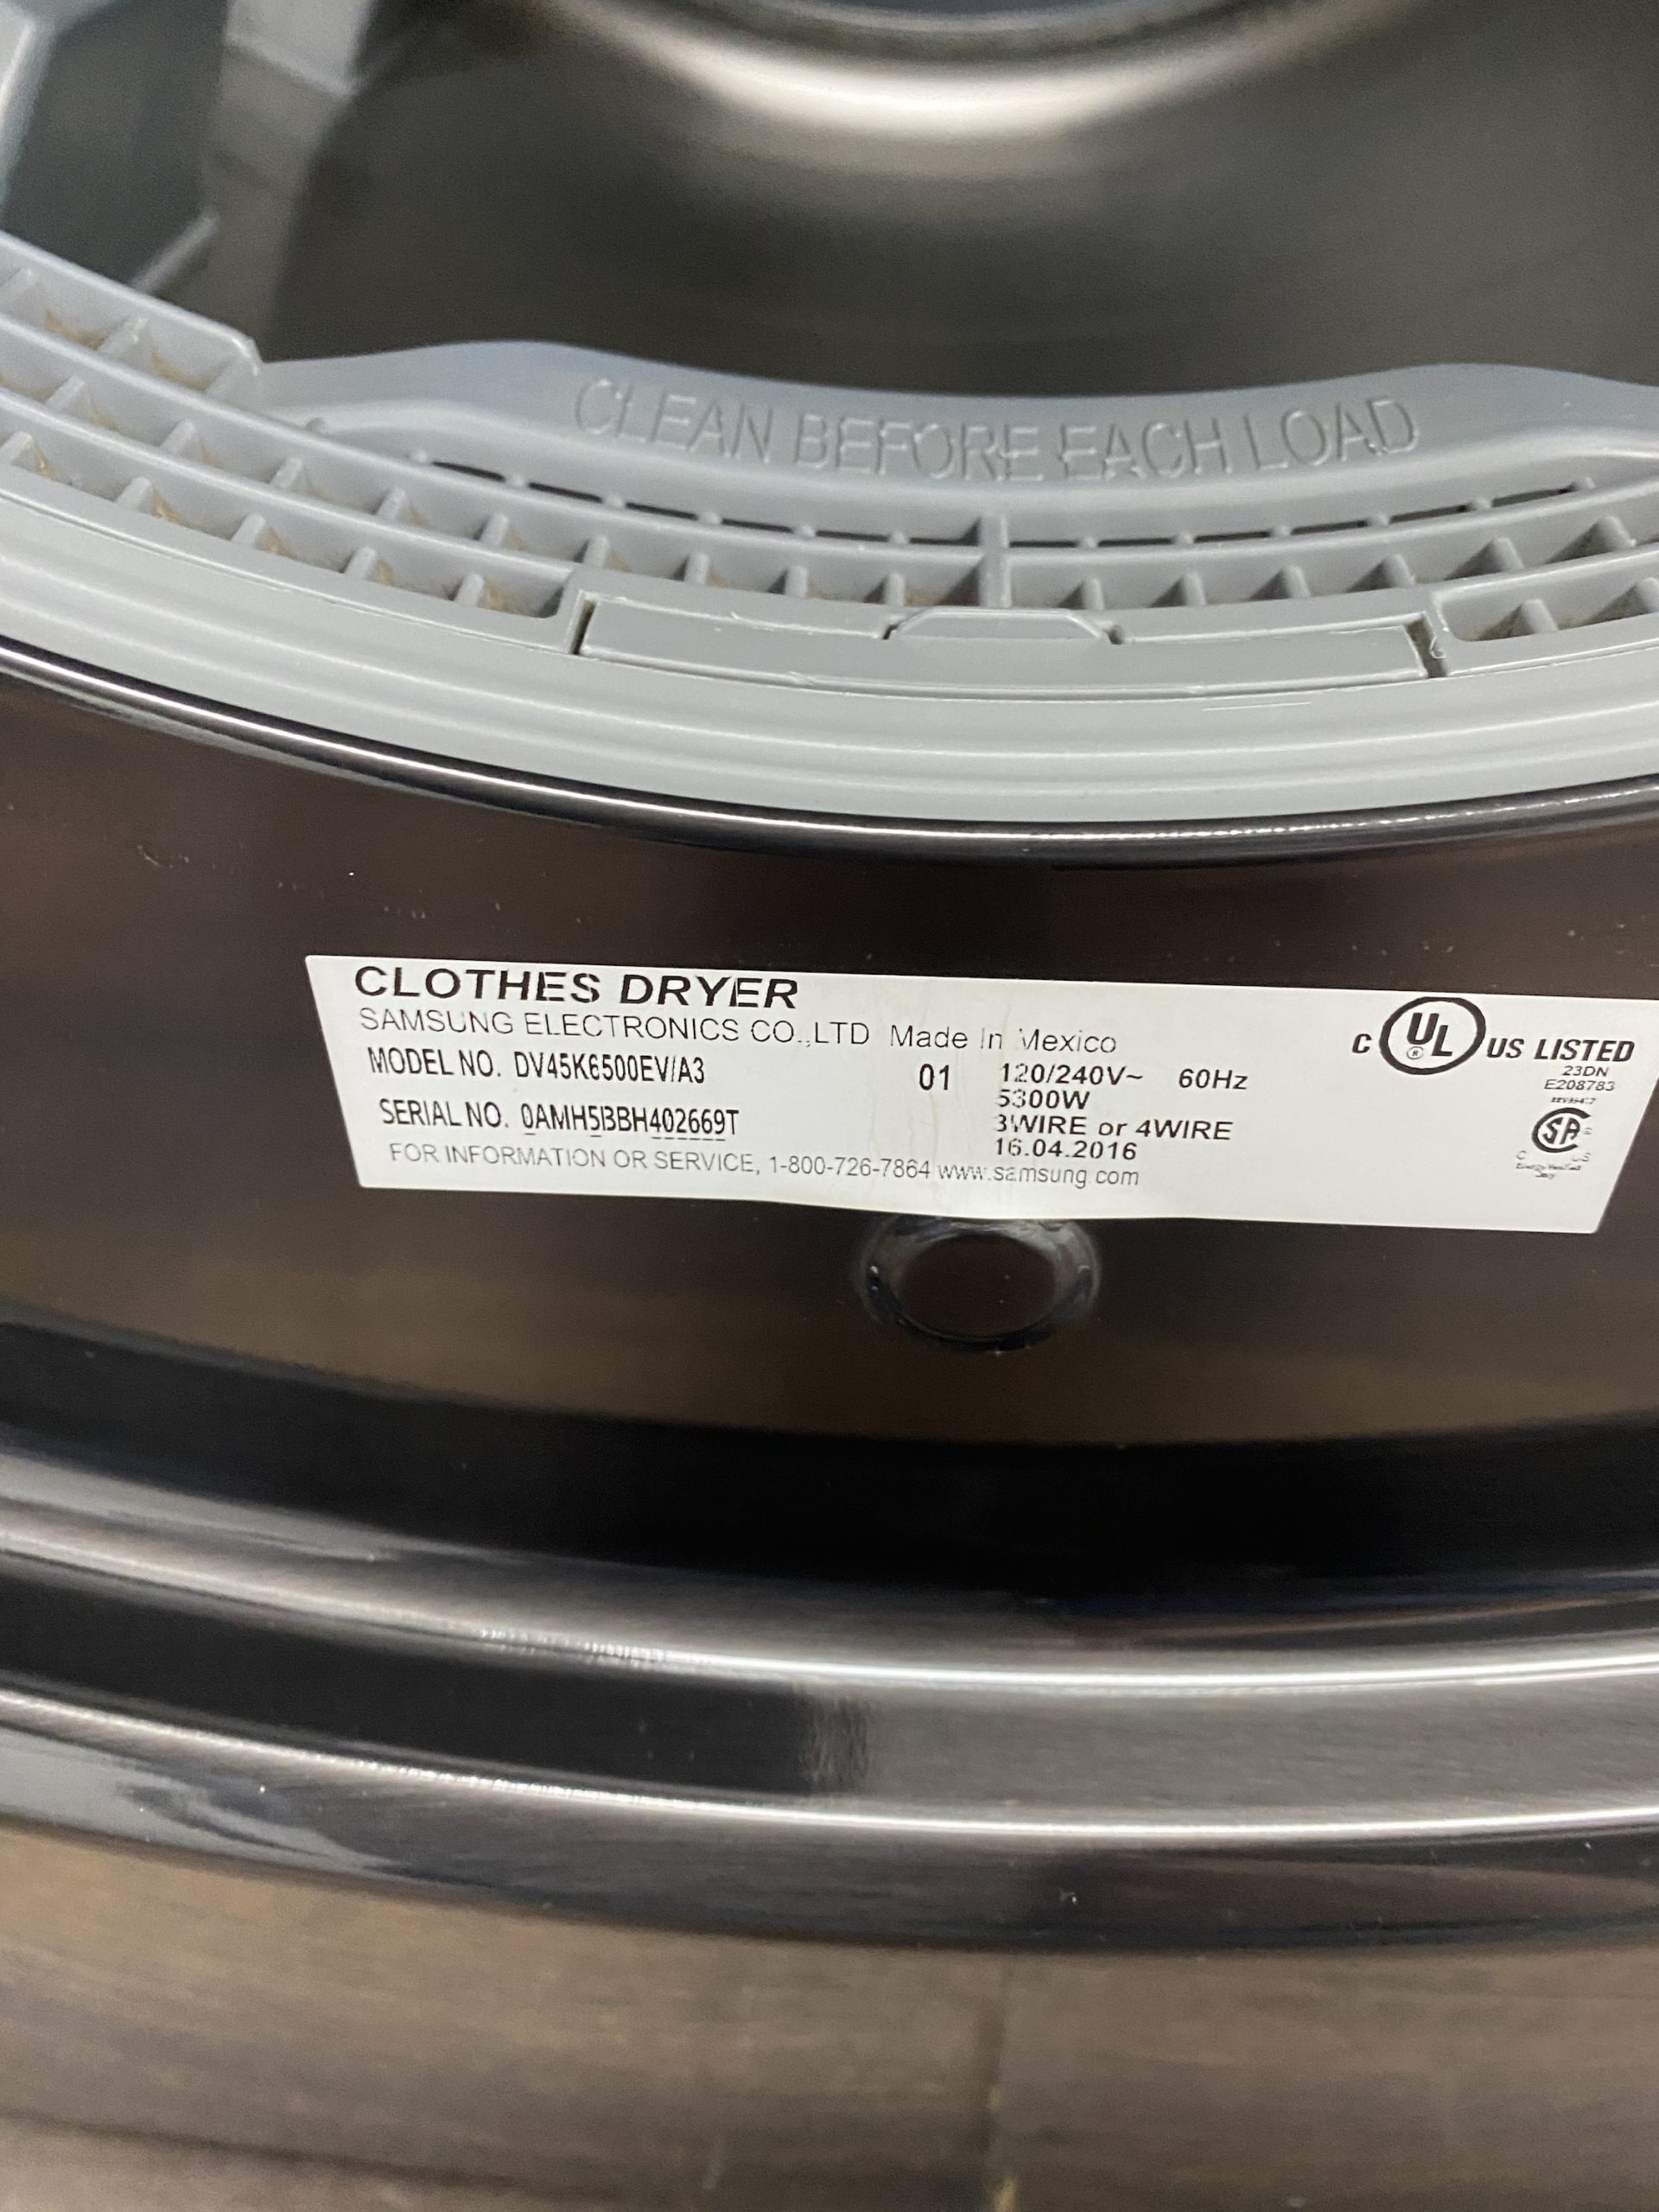 CLEAN BEFORE EACH LOAD
CLOTHES DRYER
SAMSUNG ELECTRONICS CO.,LTD Made In Mexico
MODEL NO. DV45K6500EV/A3
01 120/240V~ 60Hz
5300W
SERIAL NO. 0AMH5BBH402669T
3WIRE or 4WIRE
16.04.2016
FOR INFORMATION OR SERVICE, 1-800-726-7864 www.samsung.com
C UL ® US LISTED
23DN
E208783
SA
C US